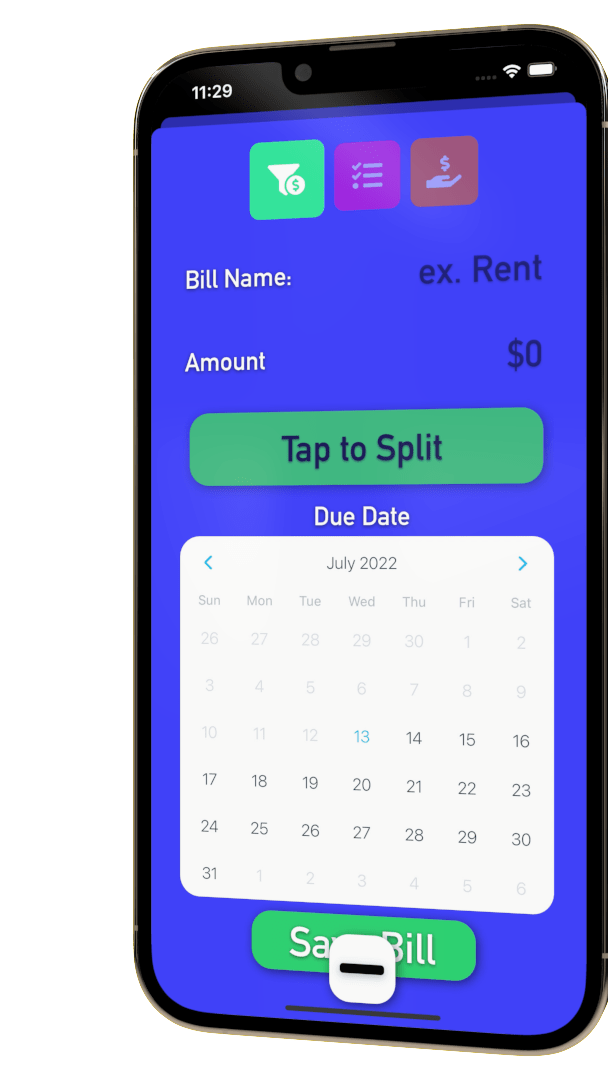 11:29
$
$
Bill Name: ex. Rent
Amount $0
Tap to Split
Due Date
July 2022
Sun Mon Tue Wed Thu Fri Sat
26 27 28 29 30 1 2
3 4 5 6 7 8 9
10 11 12 13 14 15 16
17 18 19 20 21 22 23
24 25 26 27 28 29 30
31 1 2 3 4 5 6
Bill